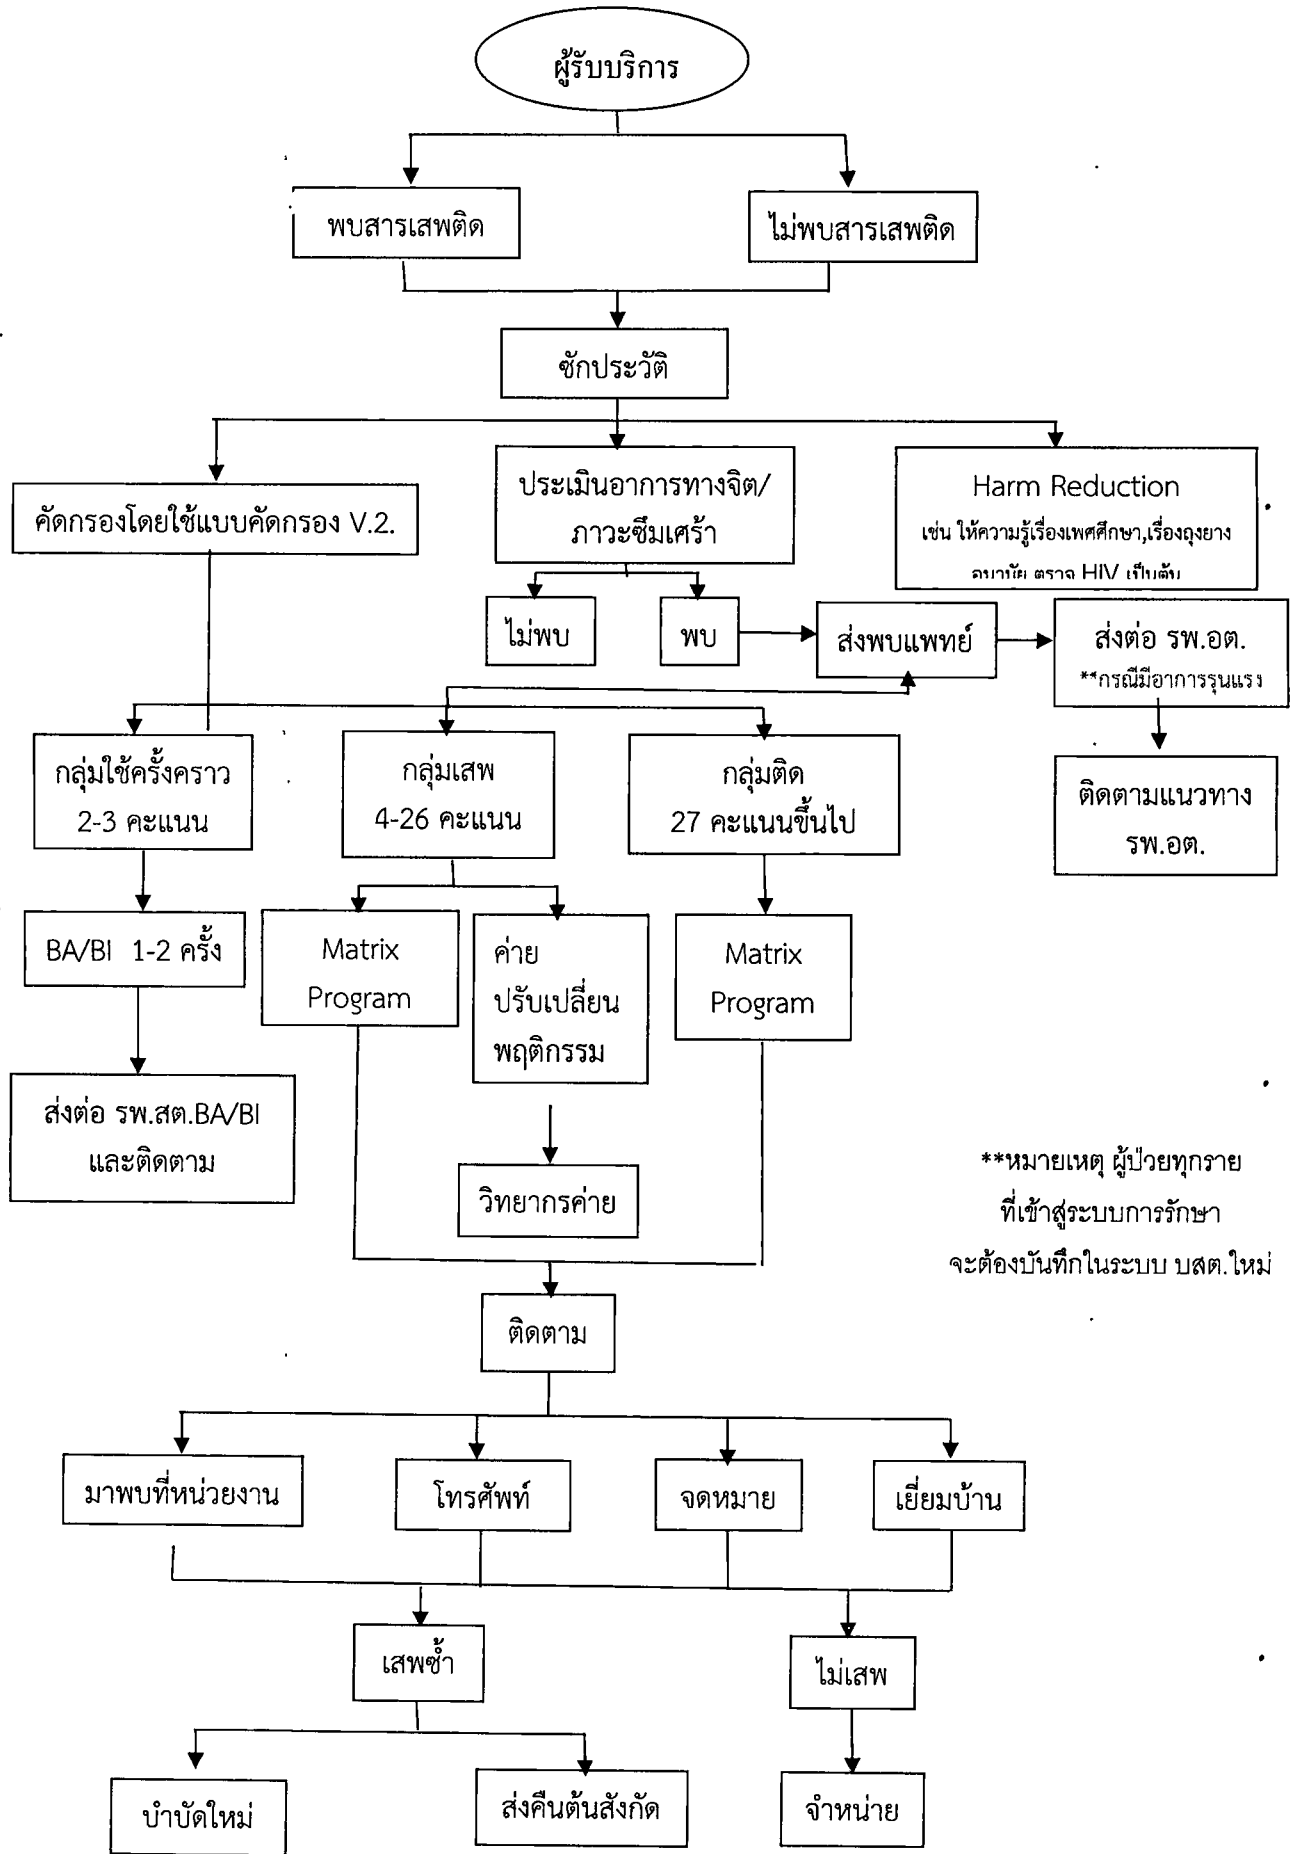 ผู้รับบริการ
พบสารเสพติด
ไม่พบสารเสพติด
ซักประวัติ
คัดกรองโดยใช้แบบคัดกรอง V.2.
ประเมินอาการทางจิต/
ภาวะซึมเศร้า
Harm Reduction
เช่น ให้ความรู้เรื่องเพศศึกษา,เรื่องถุงยาง
อนามัย ตรวจ HIV เป็นต้น
ไม่พบ
พบ
ส่งพบแพทย์
ส่งต่อ รพ.อต.
**กรณีมีอาการรุนแรง
กลุ่มใช้ครั้งคราว
2-3 คะแนน
กลุ่มเสพ
4-26 คะแนน
กลุ่มติด
27 คะแนนขึ้นไป
ติดตามแนวทาง
รพ.อต.
BA/BI 1-2 ครั้ง
Matrix
Program
ค่าย
ปรับเปลี่ยน
พฤติกรรม
Matrix
Program
ส่งต่อ รพ.สต.BA/BI
และติดตาม
วิทยากรค่าย
**หมายเหตุ ผู้ป่วยทุกราย
ที่เข้าสู่ระบบการรักษา
จะต้องบันทึกในระบบ บสต.ใหม่
ติดตาม
มาพบที่หน่วยงาน
โทรศัพท์
จดหมาย
เยี่ยมบ้าน
เสพซ้ำ
ไม่เสพ
บำบัดใหม่
ส่งคืนต้นสังกัด
จำหน่าย